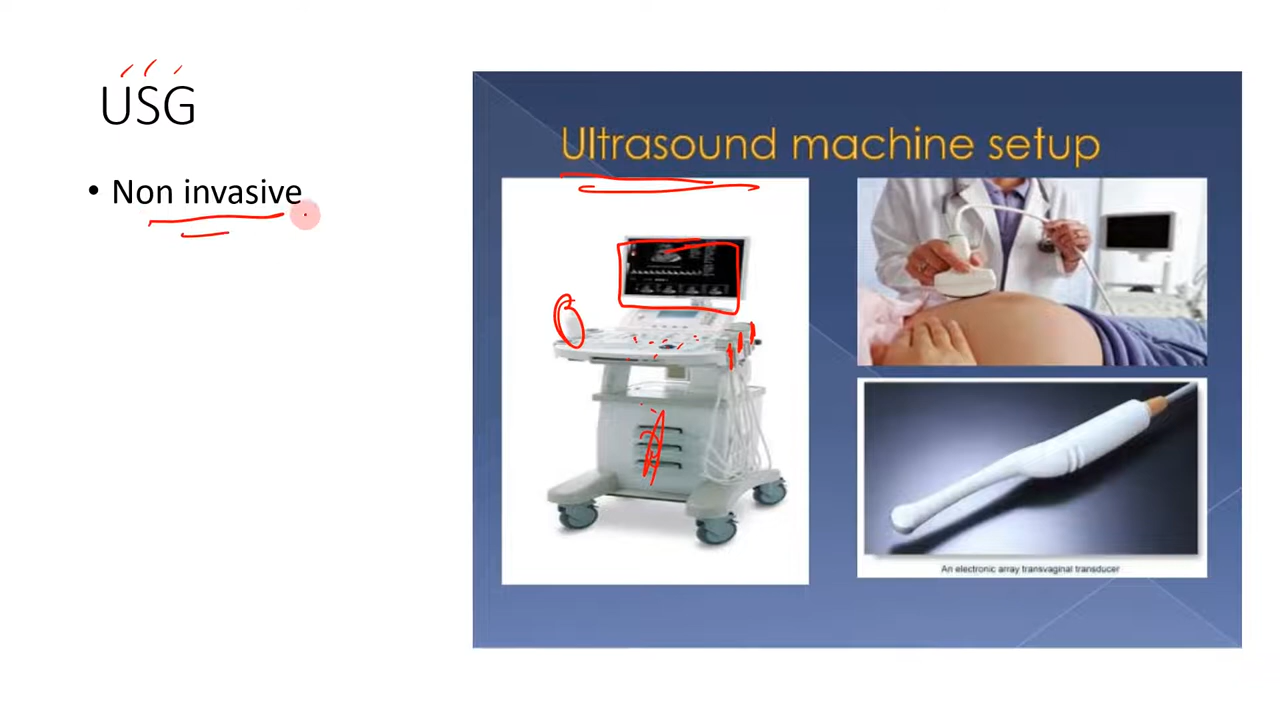 USG
• Non invasive
Ultrasound machine setup
An electronic array transvaginal transducer